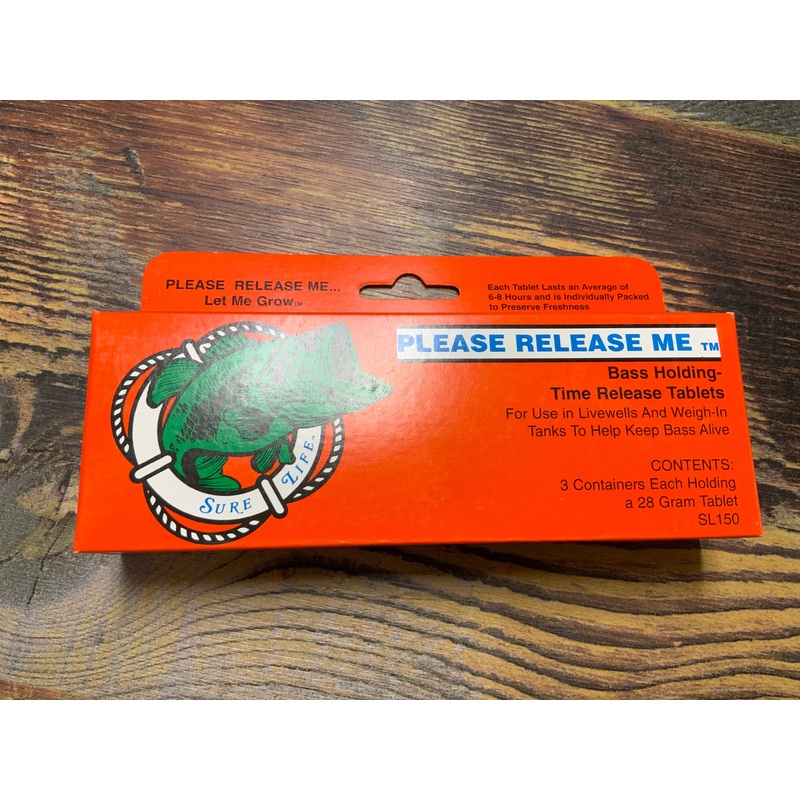 PLEASE RELEASE ME...
Let Me Grow™
Each Tablet Lasts an Average of
6-8 Hours and is Individually Packed
to Preserve Freshness
SURE LIFE™
PLEASE RELEASE ME ™
Bass Holding-
Time Release Tablets
For Use in Livewells And Weigh-In
Tanks To Help Keep Bass Alive
CONTENTS:
3 Containers Each Holding
a 28 Gram Tablet
SL150